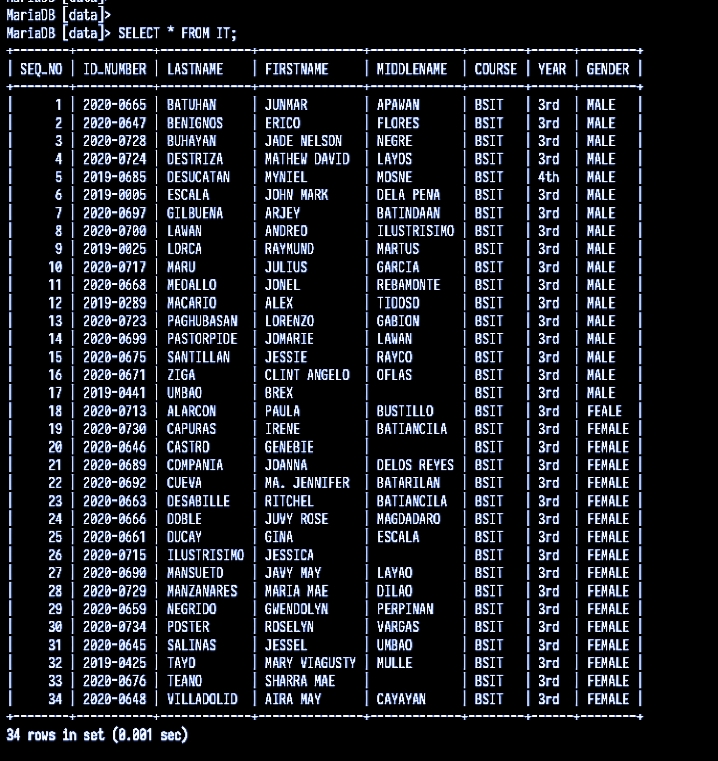 MariaDB [data]>
MariaDB [data]>
MariaDB [data]> SELECT * FROM IT;
| SEQ_NO | ID_NUMBER | LASTNAME | FIRSTNAME | MIDDLENAME | COURSE | YEAR | GENDER |
| 1 | 2020-0665 | BATUHAN | JUNMAR | APAWAN | BSIT | 3rd | MALE |
| 2 | 2020-0647 | BENIGNOS | ERICO | FLORES | BSIT | 3rd | MALE |
| 3 | 2020-0728 | BUHAYAN | JADE NELSON | NEGRE | BSIT | 3rd | MALE |
| 4 | 2020-0724 | DESTRIZA | MATHEW DAVID | LAYOS | BSIT | 3rd | MALE |
| 5 | 2019-0685 | DESUCATAN | MYNIEL | MOSNE | BSIT | 4th | MALE |
| 6 | 2019-0005 | ESCALA | JOHN MARK | DELA PENA | BSIT | 3rd | MALE |
| 7 | 2020-0697 | GILBUENA | ARJEY | BATINDAAN | BSIT | 3rd | MALE |
| 8 | 2020-0700 | LAWAN | ANDREO | ILUSTRISIMO | BSIT | 3rd | MALE |
| 9 | 2019-0025 | LORCA | RAYMUND | MARTUS | BSIT | 3rd | MALE |
| 10 | 2020-0717 | MARU | JULIUS | GARCIA | BSIT | 3rd | MALE |
| 11 | 2020-0668 | MEDALLO | JONEL | REBAMONTE | BSIT | 3rd | MALE |
| 12 | 2019-0289 | MACARIO | ALEX | TIDOSO | BSIT | 3rd | MALE |
| 13 | 2020-0723 | PAGHUBASAN | LORENZO | GABION | BSIT | 3rd | MALE |
| 14 | 2020-0699 | PASTORPIDE | JOMARIE | LAWAN | BSIT | 3rd | MALE |
| 15 | 2020-0675 | SANTILLAN | JESSIE | RAYCO | BSIT | 3rd | MALE |
| 16 | 2020-0671 | ZIGA | CLINT ANGELO | OFLAS | BSIT | 3rd | MALE |
| 17 | 2019-0441 | UMBAO | BREX | | BSIT | 3rd | MALE |
| 18 | 2020-0713 | ALARCON | PAULA | BUSTILLO | BSIT | 3rd | FEALE |
| 19 | 2020-0730 | CAPURAS | IRENE | BATIANCILA | BSIT | 3rd | FEMALE |
| 20 | 2020-0646 | CASTRO | GENEBIE | | BSIT | 3rd | FEMALE |
| 21 | 2020-0689 | COMPANIA | JOANNA | DELOS REYES | BSIT | 3rd | FEMALE |
| 22 | 2020-0692 | CUEVA | MA. JENNIFER | BATARILAN | BSIT | 3rd | FEMALE |
| 23 | 2020-0663 | DESABILLE | RITCHEL | BATIANCILA | BSIT | 3rd | FEMALE |
| 24 | 2020-0666 | DOBLE | JUVY ROSE | MAGDADARO | BSIT | 3rd | FEMALE |
| 25 | 2020-0661 | DUCAY | GINA | ESCALA | BSIT | 3rd | FEMALE |
| 26 | 2020-0715 | ILUSTRISIMO | JESSICA | | BSIT | 3rd | FEMALE |
| 27 | 2020-0690 | MANSUETO | JAVY MAY | LAYAO | BSIT | 3rd | FEMALE |
| 28 | 2020-0729 | MANZANARES | MARIA MAE | DILAO | BSIT | 3rd | FEMALE |
| 29 | 2020-0659 | NEGRIDO | GWENDOLYN | PERPINAN | BSIT | 3rd | FEMALE |
| 30 | 2020-0734 | POSTER | ROSELYN | VARGAS | BSIT | 3rd | FEMALE |
| 31 | 2020-0645 | SALINAS | JESSEL | UMBAO | BSIT | 3rd | FEMALE |
| 32 | 2019-0425 | TAYO | MARY VIAGUSTY | MULLE | BSIT | 3rd | FEMALE |
| 33 | 2020-0676 | TEANO | SHARRA MAE | | BSIT | 3rd | FEMALE |
| 34 | 2020-0648 | VILLADOLID | AIRA MAY | CAYAYAN | BSIT | 3rd | FEMALE |
34 rows in set (0.001 sec)